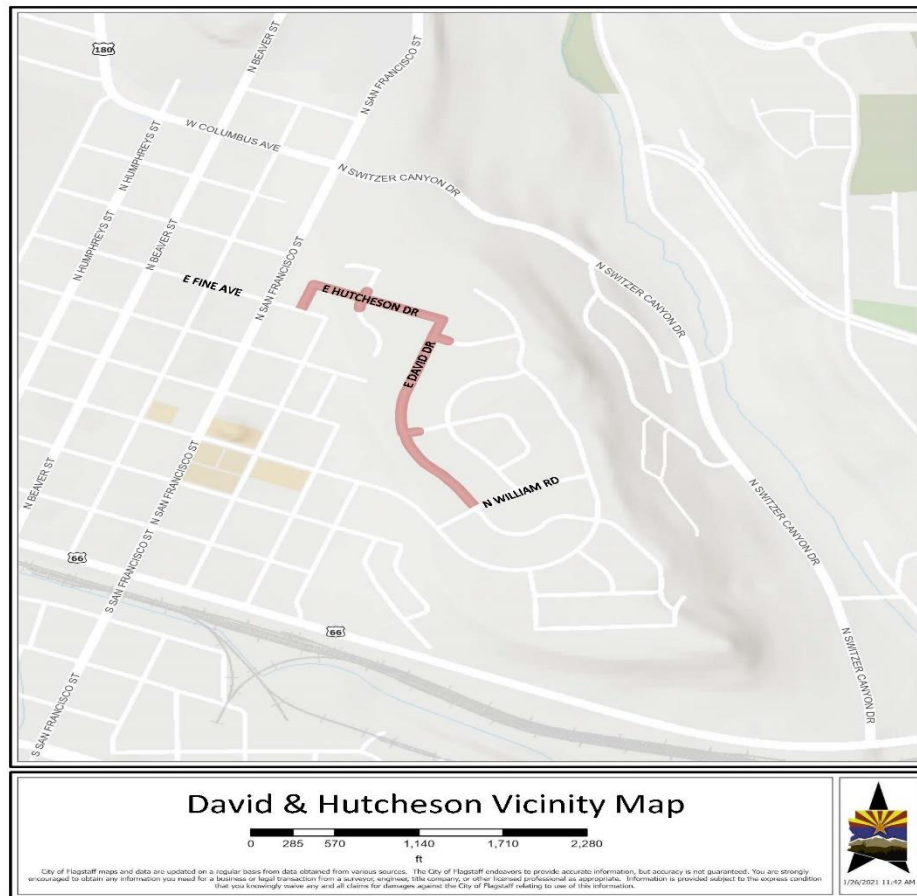 180
N BEAVER ST
N SAN FRANCISCO ST
W COLUMBUS AVE
N HUMPHREYS ST
N SWITZER CANYON DR
N HUMPHREYS ST
N BEAVER ST
E FINE AVE
N SAN FRANCISCO ST
E HUTCHESON DR
N SWITZER CANYON DR
E DAVID DR
N BEAVER ST
N SAN FRANCISCO ST
N WILLIAM RD
N SWITZER CANYON DR
66
S SAN FRANCISCO ST
66
N SWITZER CANYON DR
S SAN FRANCISCO ST
David & Hutcheson Vicinity Map
0 285 570 1,140 1,710 2,280
ft
City of Flagstaff maps and data are updated on a regular basis from data obtained from various sources. The City of Flagstaff endeavors to provide accurate information, but accuracy is not guaranteed. You are strongly
encouraged to obtain any information you need for a business or legal transaction from a surveyor, engineer, title company, or other licensed professional as appropriate. Information is provided subject to the express condition
that you knowingly waive any and all claims for damages against the City of Flagstaff relating to use of this information.
1/26/2021 11:42 AM